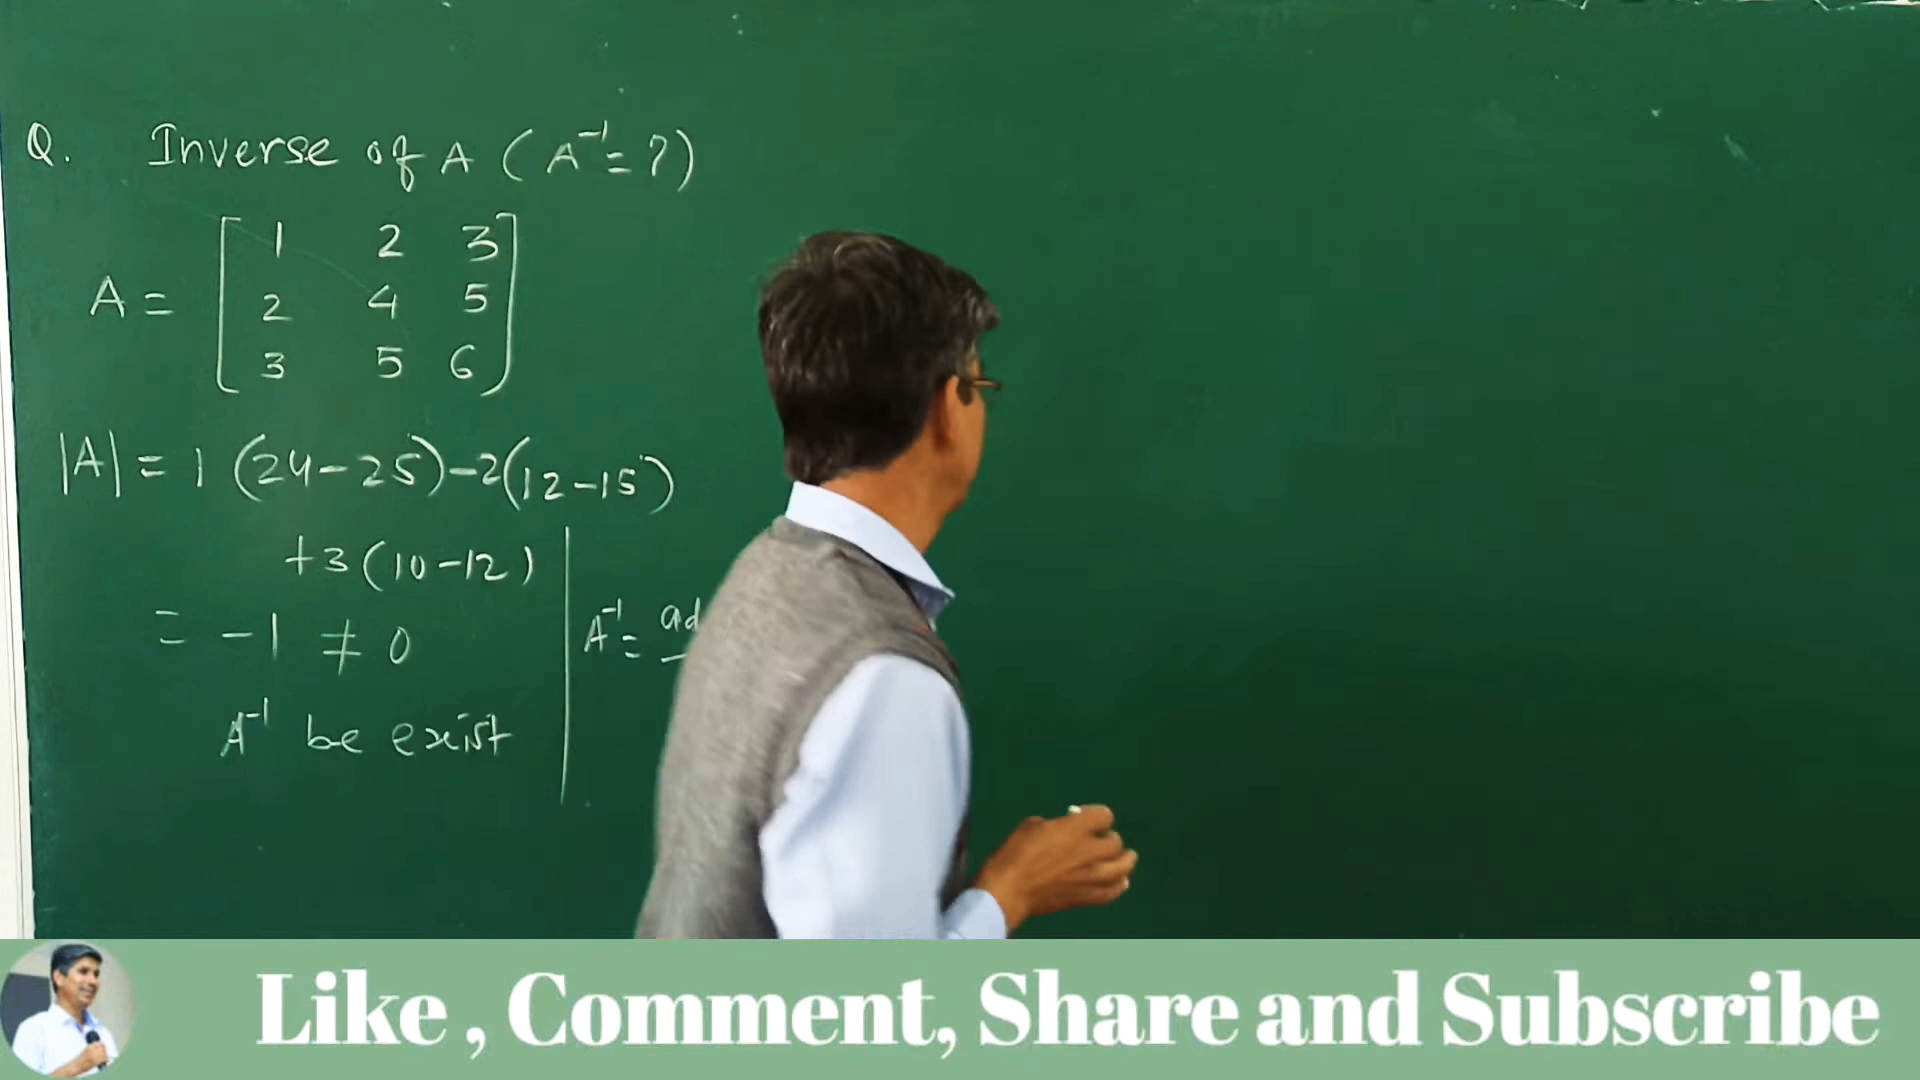 Q. Inverse of A ( A⁻¹ = ? )
A = [ 1 2 3
2 4 5
3 5 6 ]
|A| = 1 (24-25) -2(12-15)
+3 (10-12)
= -1 ≠ 0
A⁻¹ be exist
A⁻¹ = ad
Like , Comment, Share and Subscribe